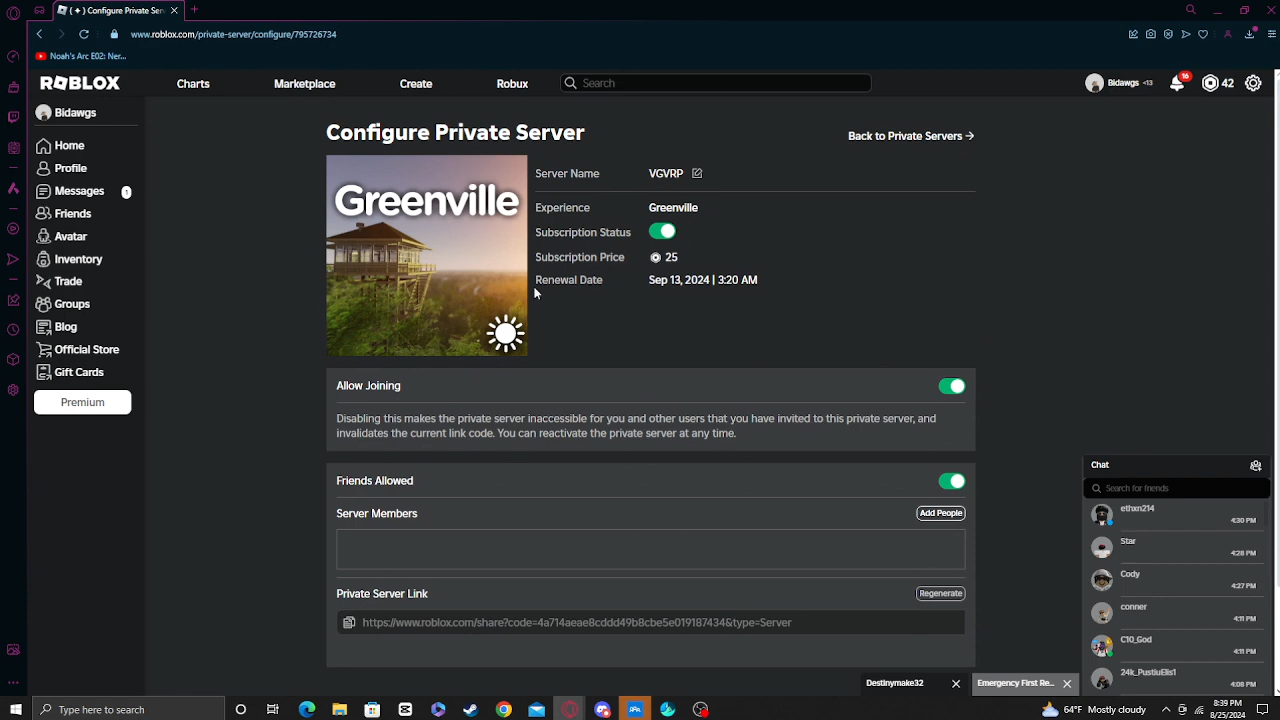 ( ✦ ) Configure Private Serv
www.roblox.com/private-server/configure/795726734
Noah's Arc E02: Ner...
ROBLOX
Charts
Marketplace
Create
Robux
Search
Bidawgs <13
16
42
Bidawgs
Home
Profile
Messages 1
Friends
Avatar
Inventory
Trade
Groups
Blog
Official Store
Gift Cards
Premium
Configure Private Server
Back to Private Servers →
Greenville
Server Name VGVRP
Experience Greenville
Subscription Status
Subscription Price 25
Renewal Date Sep 13, 2024 | 3:20 AM
Allow Joining
Disabling this makes the private server inaccessible for you and other users that you have invited to this private server, and
invalidates the current link code. You can reactivate the private server at any time.
Friends Allowed
Server Members Add People
Private Server Link Regenerate
https://www.roblox.com/share?code=4a714aeae8cddd49b8cbe5e019187434&type=Server
Chat
Search for friends
ethxn214
4:30 PM
Star
4:28 PM
Cody
4:27 PM
conner
4:11 PM
C10_God
4:11 PM
24k_PustiuElis1
4:08 PM
Destinymake32
Emergency First Re...
Type here to search
64°F Mostly cloudy
8:39 PM
8/25/2024